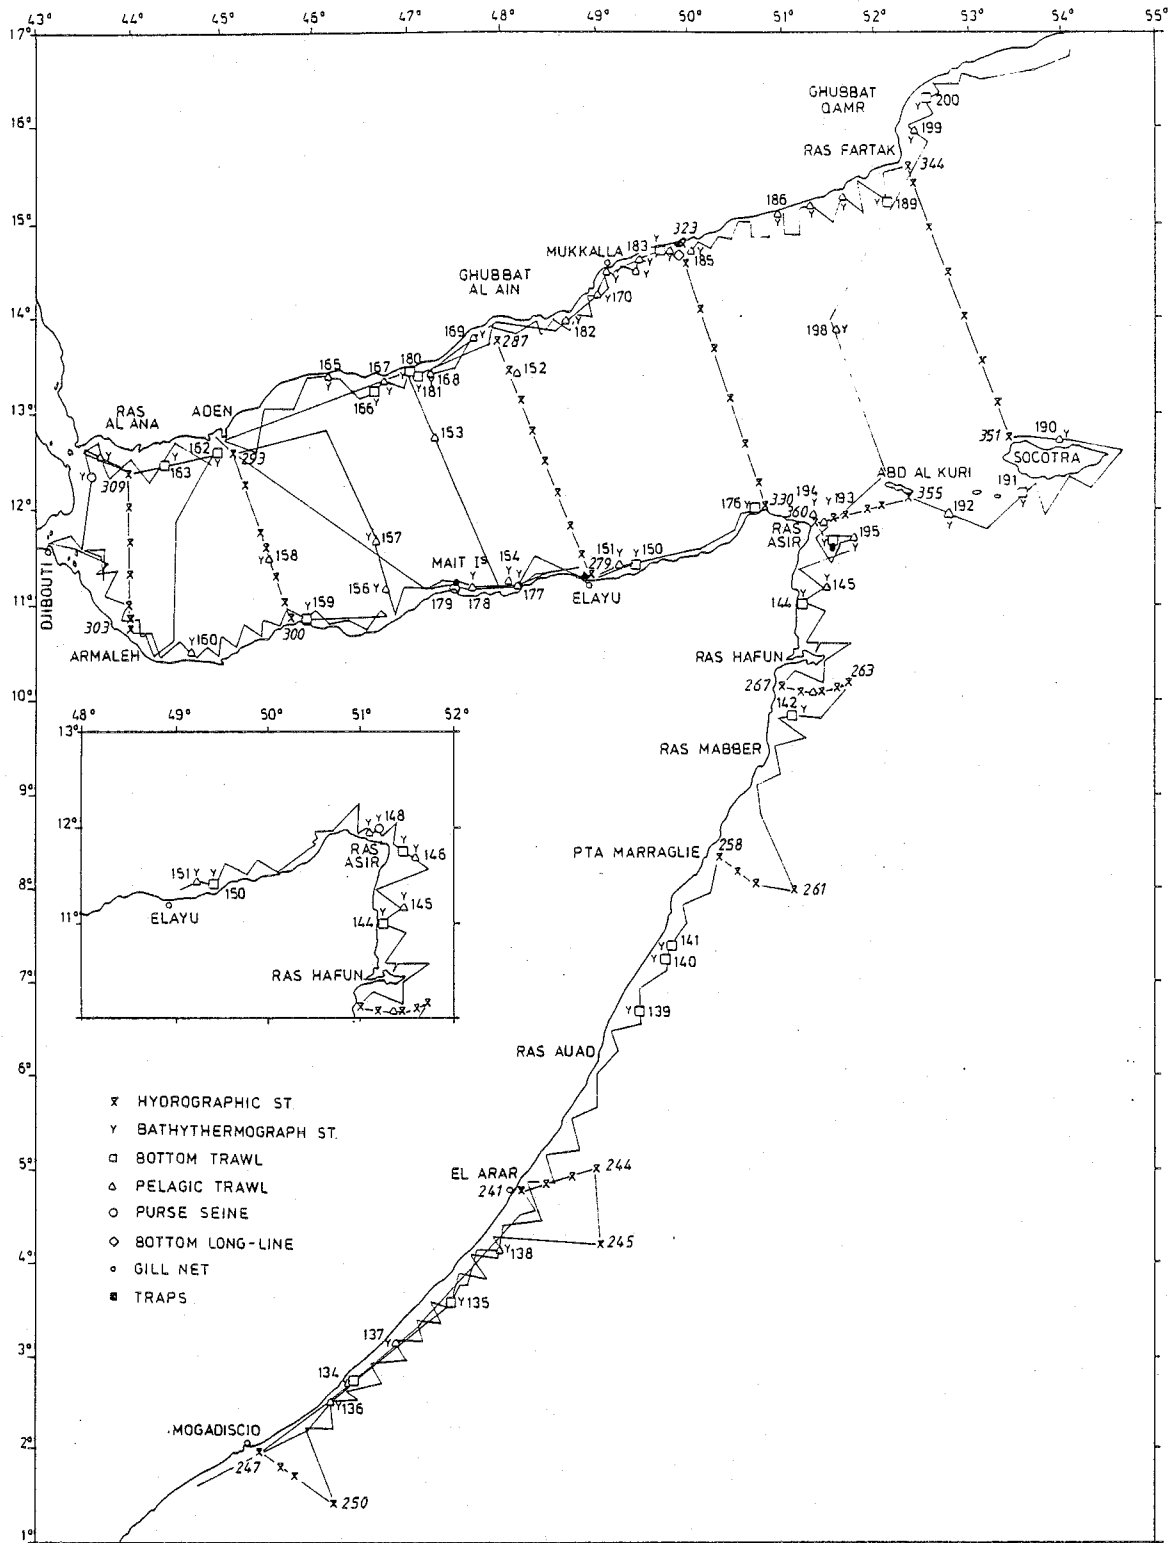 43° 44° 45° 46° 47° 48° 49° 50° 51° 52° 53° 54° 55°
17°
GHUBBAT
QAMR
200
16°
199
RAS FARTAK
344
186
189
15°
323
MUKKALLA
183
185
GHUBBAT
AL AIN
170
14°
169
287
182
198
165
167
180
152
168
181
166
13°
RAS
AL ANA
ADEN
153
351
190
162
293
163
SOCOTRA
309
ABD AL KURI
191
12°
176
330
194
193
355
192
360
RAS
ASIR
195
157
158
MAIT IS
154
151
150
279
DJIBOUTI
156
179
178
177
ELAYU
145
144
11°
159
303
300
160
ARMALEH
RAS HAFUN
263
267
10°
142
48° 49° 50° 51° 52°
13°
RAS MABBER
9°
12°
148
RAS
ASIR
146
PTA MARRAGLIE
258
151
150
261
8°
145
ELAYU
11°
144
141
140
RAS HAFUN
7°
139
RAS AUAD
6°
HYDROGRAPHIC ST.
BATHYTHERMOGRAPH ST.
BOTTOM TRAWL
PELAGIC TRAWL
PURSE SEINE
BOTTOM LONG-LINE
GILL NET
TRAPS
5°
EL ARAR
244
241
245
4°
138
135
137
3°
134
136
MOGADISCIO
2°
247
250
1°